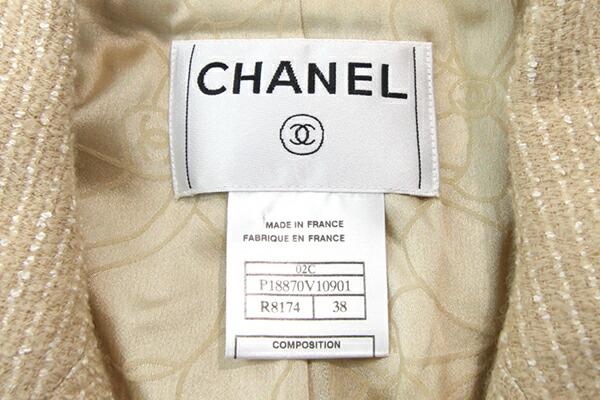 CHANEL
MADE IN FRANCE
FABRIQUE EN FRANCE
02C
P18870V10901
R8174 38
COMPOSITION